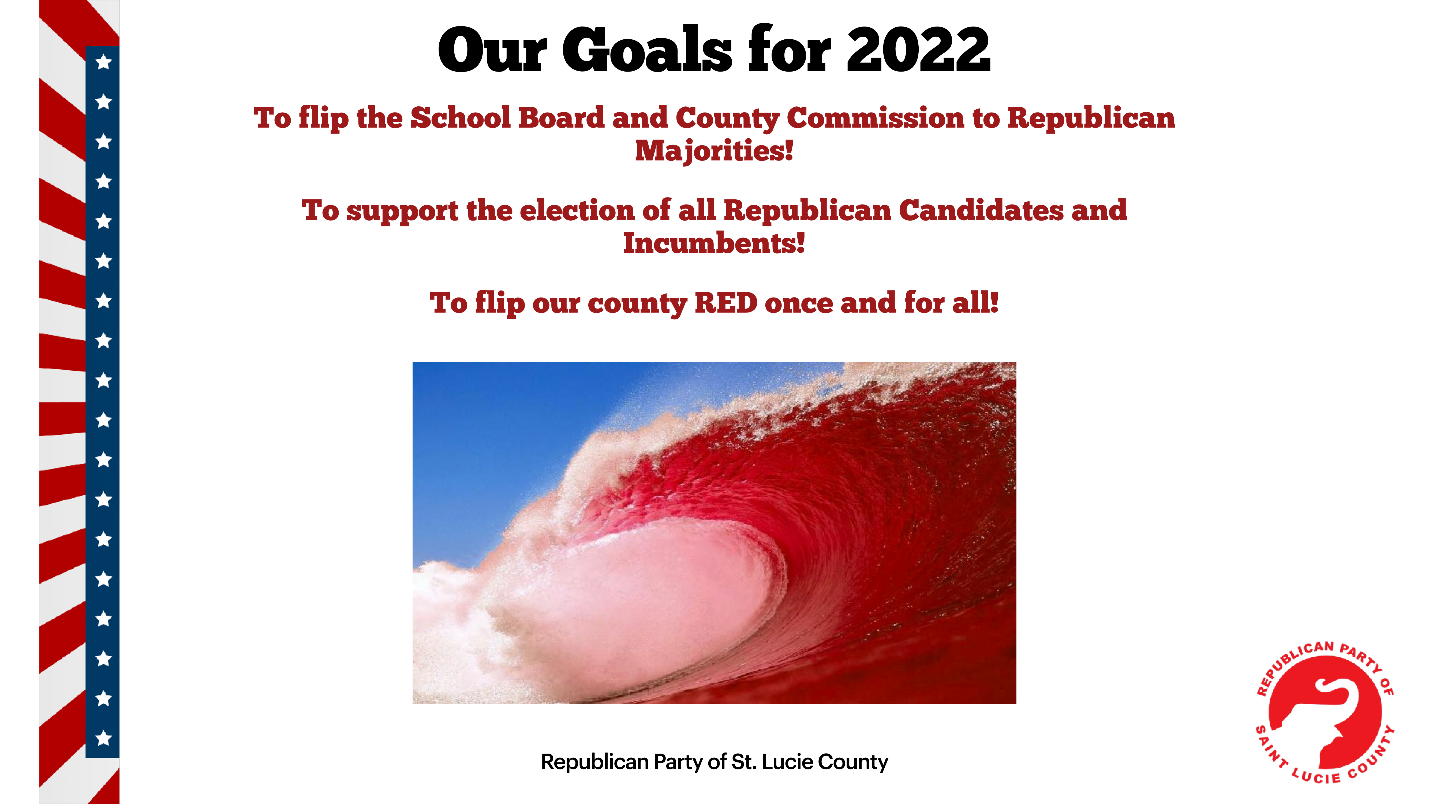 Our Goals for 2022
To flip the School Board and County Commission to Republican
Majorities!
To support the election of all Republican Candidates and
Incumbents!
To flip our county RED once and for all!
REPUBLICAN PARTY OF
SAINT LUCIE COUNTY
Republican Party of St. Lucie County